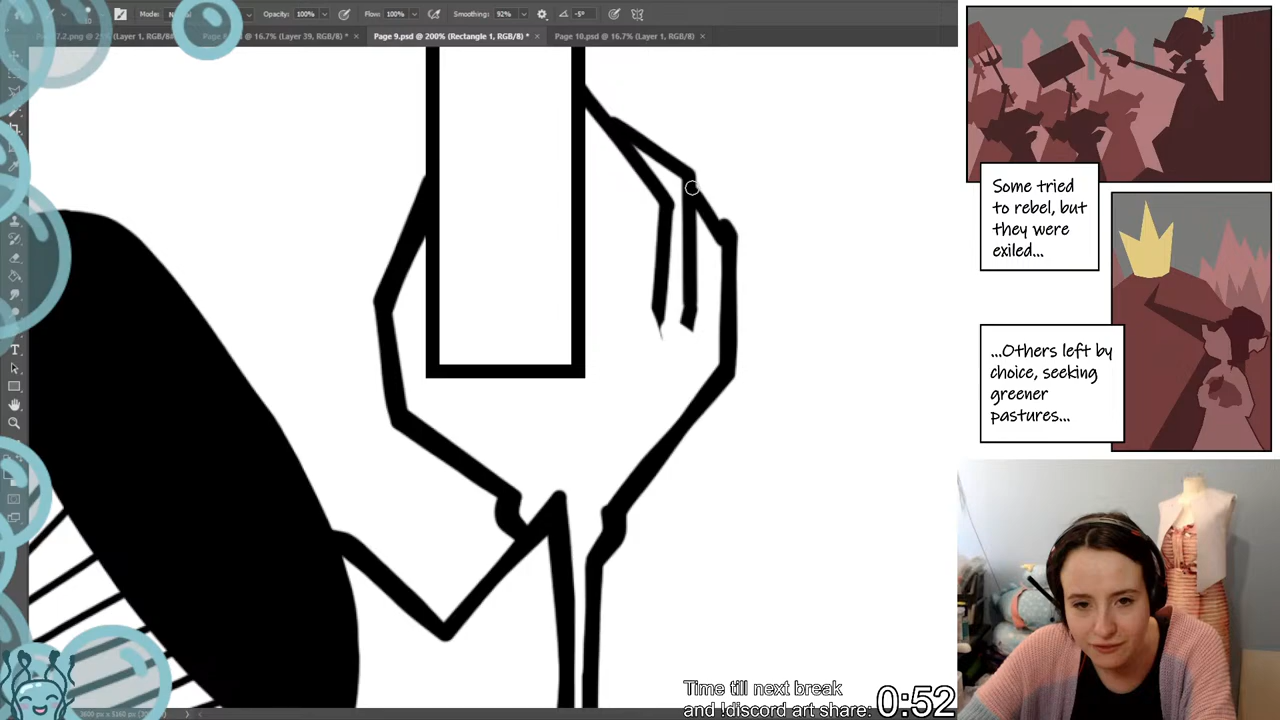 Mode: Opacity: 100% Flow: 100% Smoothing: 92% -5°
Page 9.psd @ 200% (Rectangle 1, RGB/8) * × Page 10.psd @ 16.7% (Layer 1, RGB/8) ×
Some tried
to rebel, but
they were
exiled...
...Others left by
choice, seeking
greener
pastures...
Time till next break
and !discord art share: 0:52